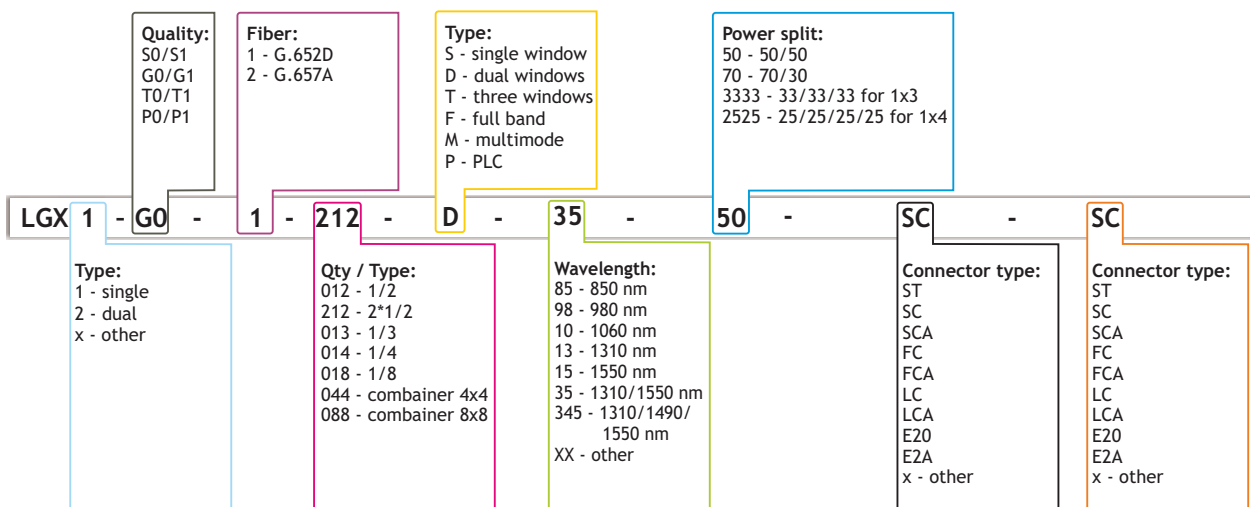 Quality:
S0/S1
G0/G1
T0/T1
P0/P1
Fiber:
1 - G.652D
2 - G.657A
Type:
S - single window
D - dual windows
T - three windows
F - full band
M - multimode
P - PLC
Power split:
50 - 50/50
70 - 70/30
3333 - 33/33/33 for 1x3
2525 - 25/25/25/25 for 1x4
LGX 1 - G0 - 1 - 212 - D - 35 - 50 - SC - SC
Type:
1 - single
2 - dual
x - other
Qty / Type:
012 - 1/2
212 - 2*1/2
013 - 1/3
014 - 1/4
018 - 1/8
044 - combainer 4x4
088 - combainer 8x8
Wavelength:
85 - 850 nm
98 - 980 nm
10 - 1060 nm
13 - 1310 nm
15 - 1550 nm
35 - 1310/1550 nm
345 - 1310/1490/
1550 nm
XX - other
Connector type:
ST
SC
SCA
FC
FCA
LC
LCA
E20
E2A
x - other
Connector type:
ST
SC
SCA
FC
FCA
LC
LCA
E20
E2A
x - other